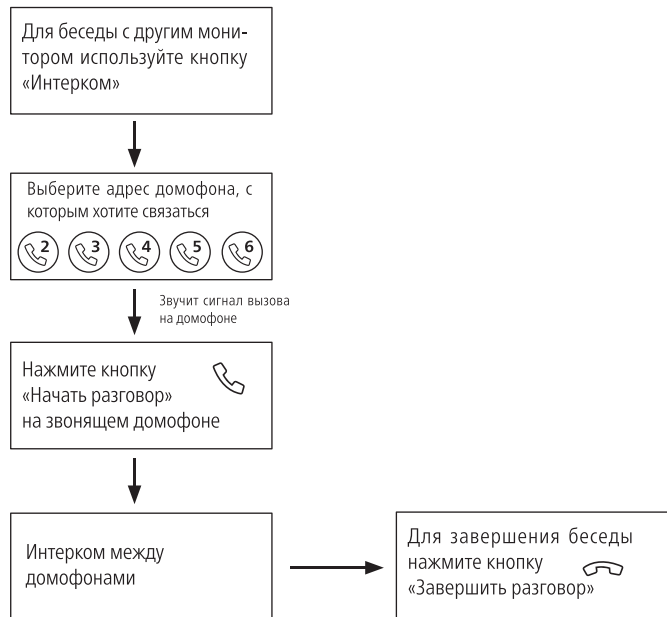 Для беседы с другим мони-
тором используйте кнопку
«Интерком»
Выберите адрес домофона, с
которым хотите связаться
2 3 4 5 6
Звучит сигнал вызова
на домофоне
Нажмите кнопку
«Начать разговор»
на звонящем домофоне
Интерком между
домофонами
Для завершения беседы
нажмите кнопку
«Завершить разговор»